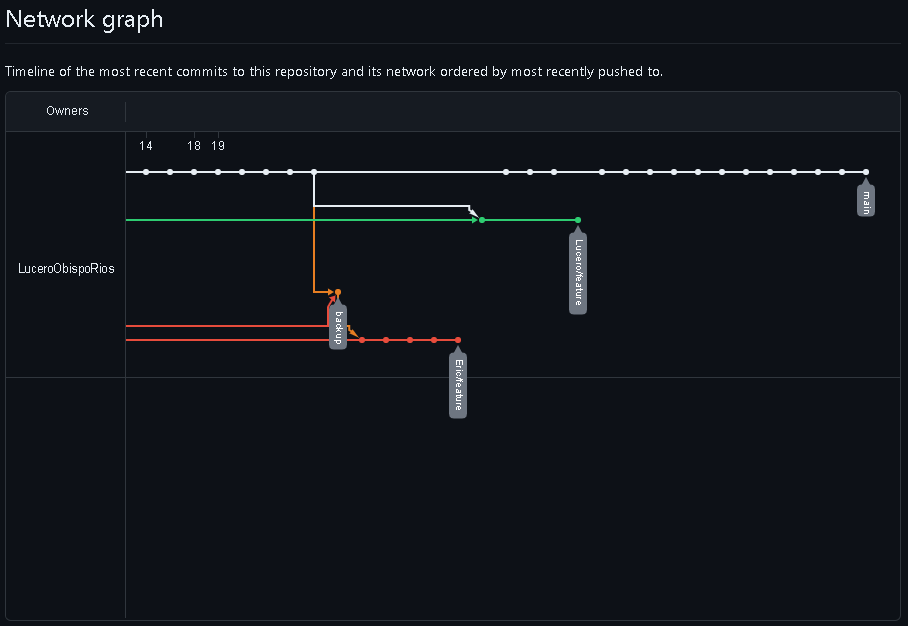 Network graph
Timeline of the most recent commits to this repository and its network ordered by most recently pushed to.
Owners
14 18 19
main
LuceroObispoRios
Lucero/feature
backup
Eric/feature